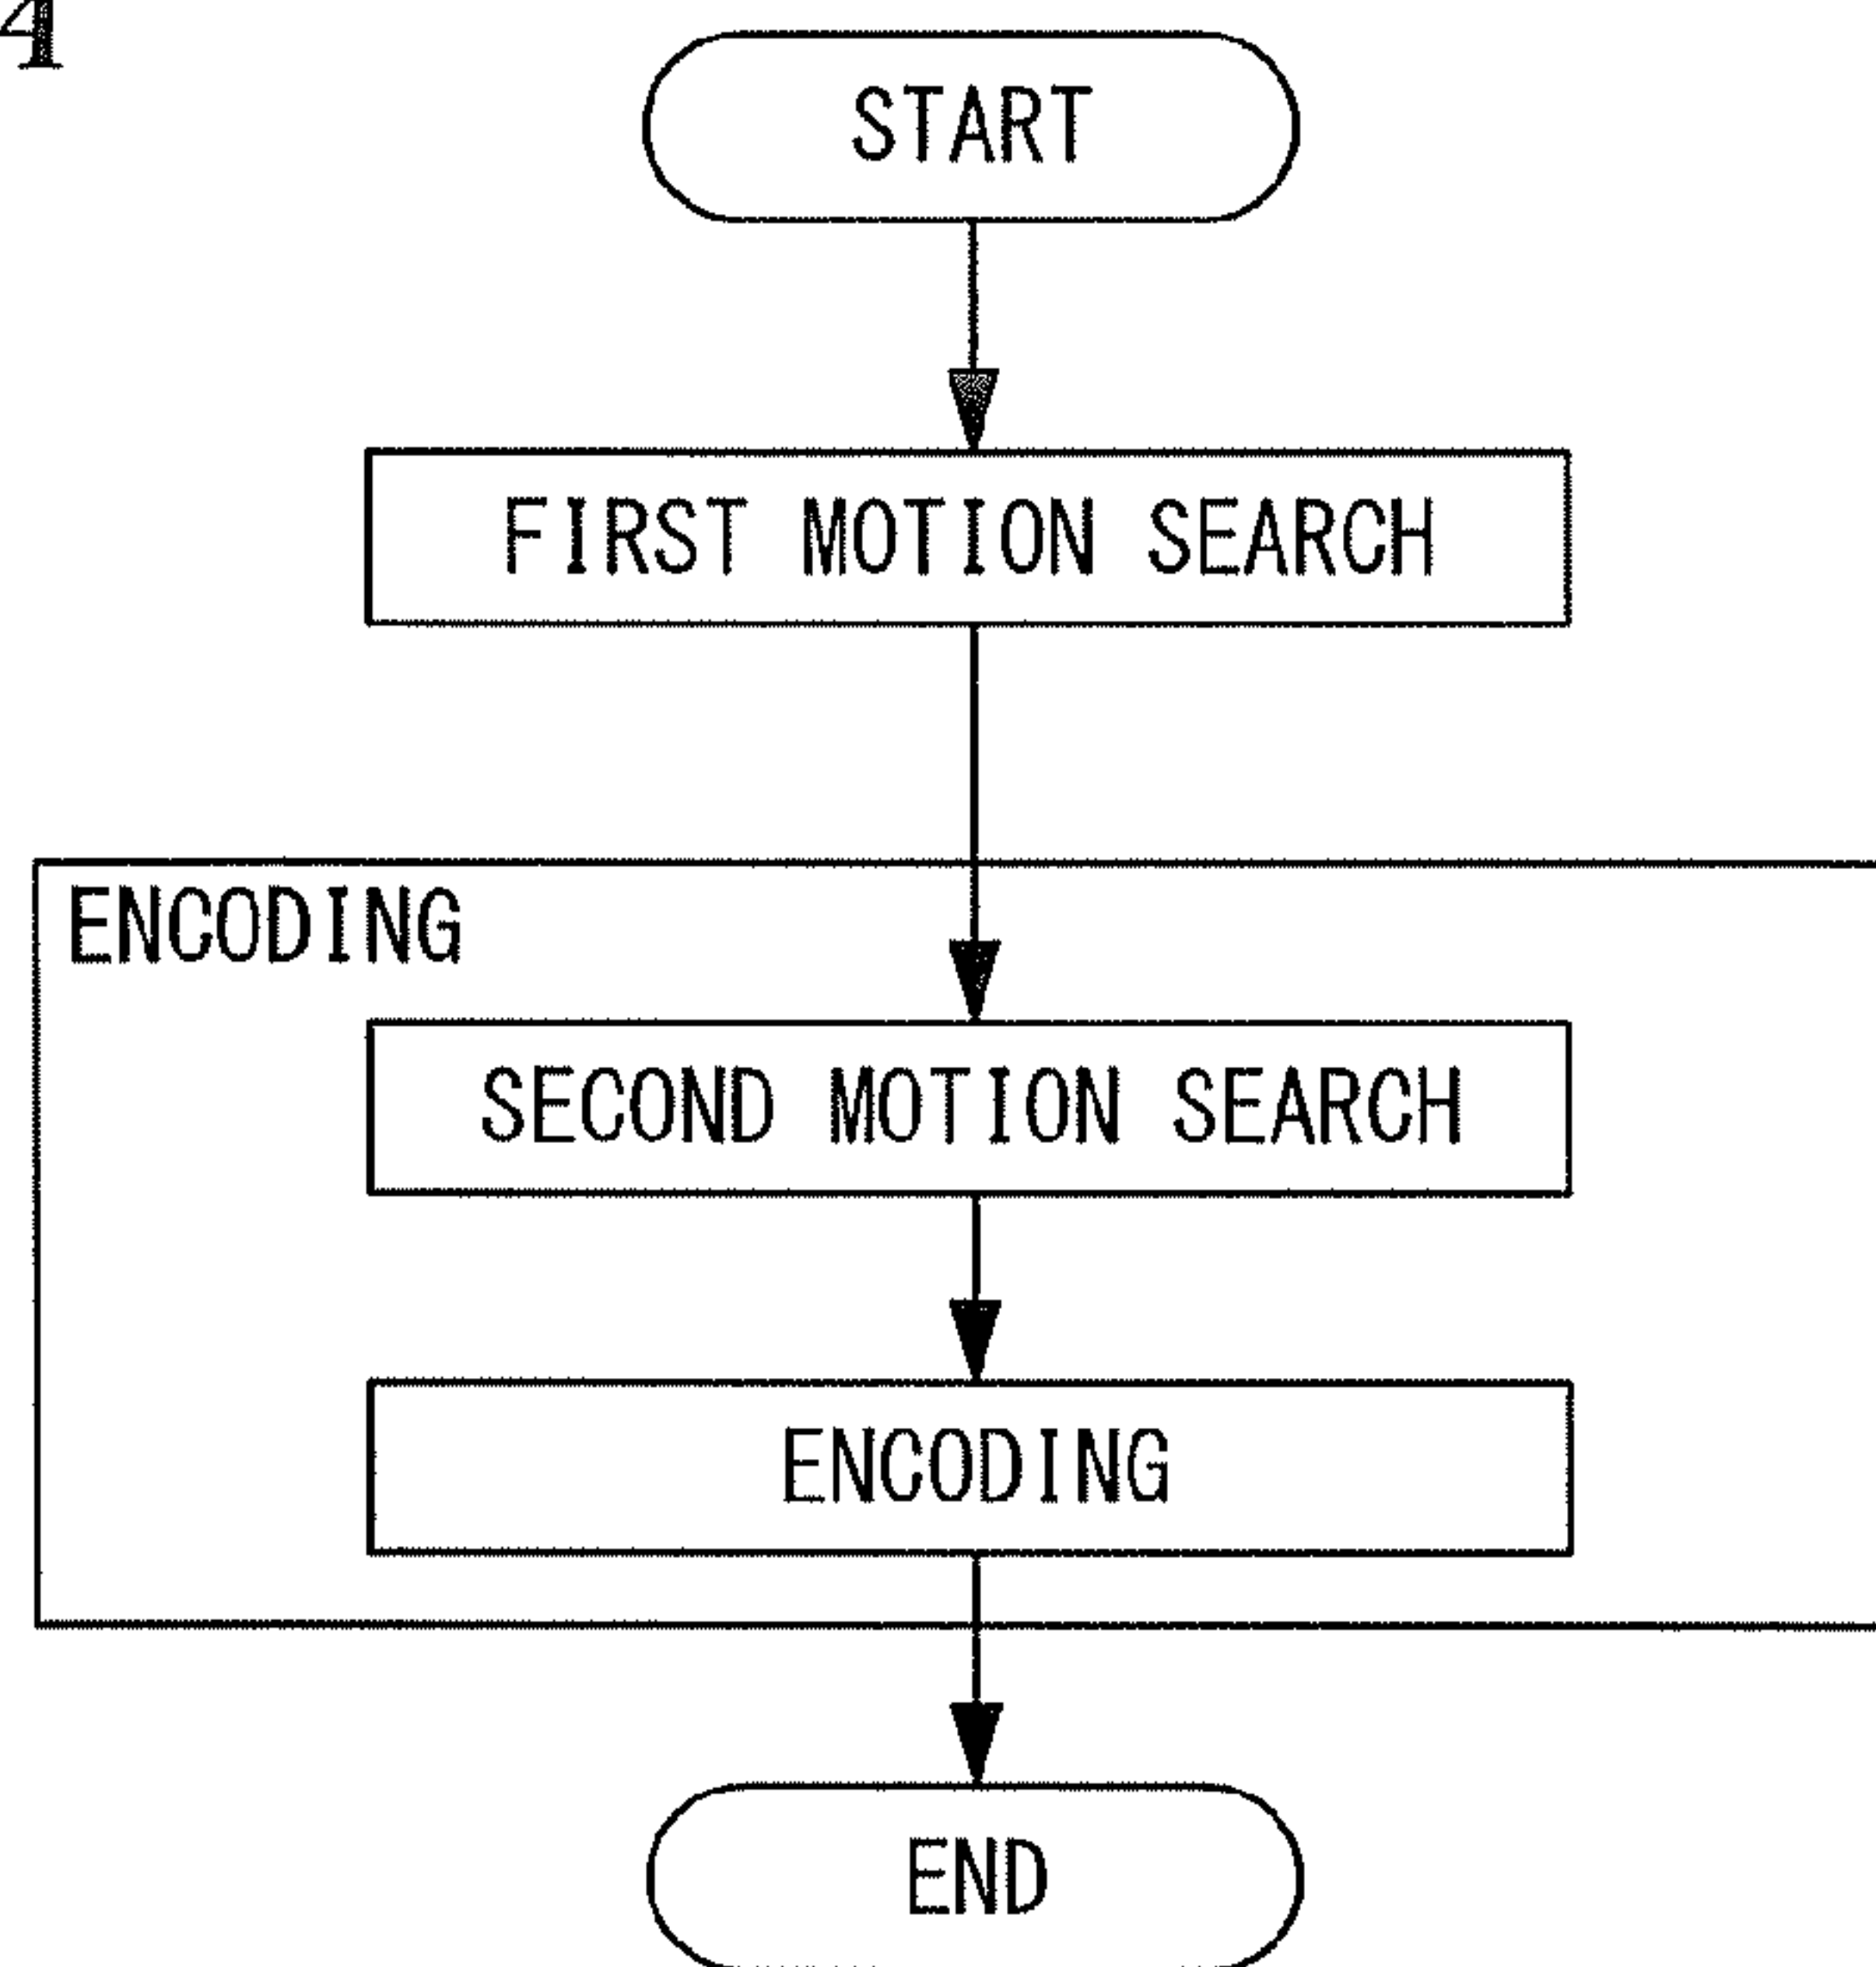 4
START
FIRST MOTION SEARCH
ENCODING
SECOND MOTION SEARCH
ENCODING
END